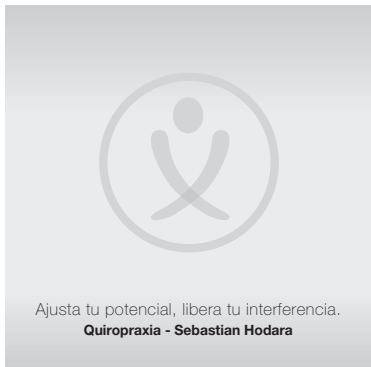 Ajusta tu potencial, libera tu interferencia.
Quiropraxia - Sebastian Hodara